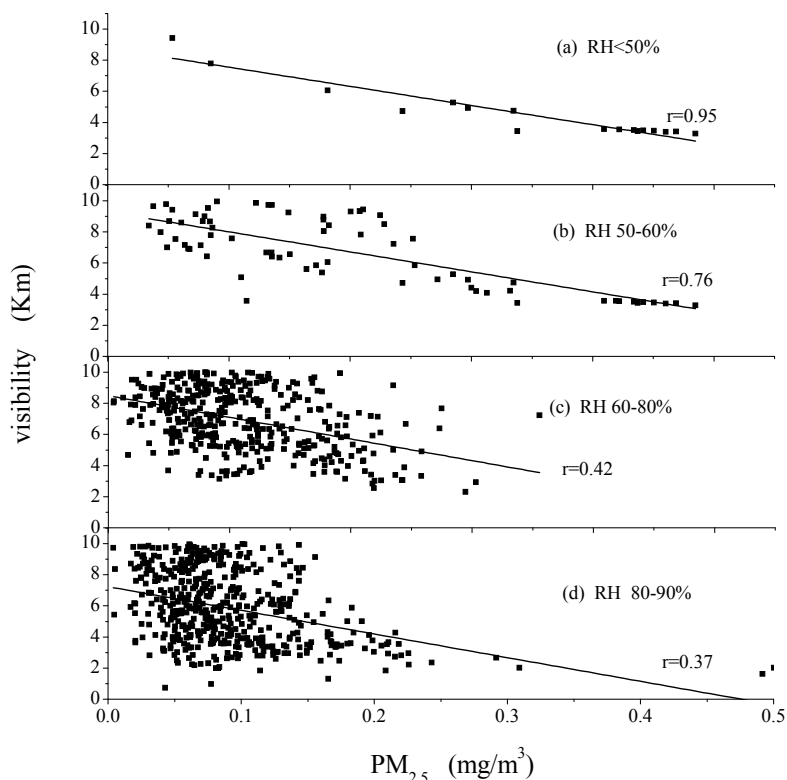 10
8
6
4
2
0
(a) RH<50%
r=0.95
10
8
6
4
2
0
(b) RH 50-60%
r=0.76
10
8
6
4
2
0
(c) RH 60-80%
r=0.42
10
8
6
4
2
0
(d) RH 80-90%
r=0.37
0.0 0.1 0.2 0.3 0.4 0.5
visibility (Km)
PM2.5 (mg/m3)